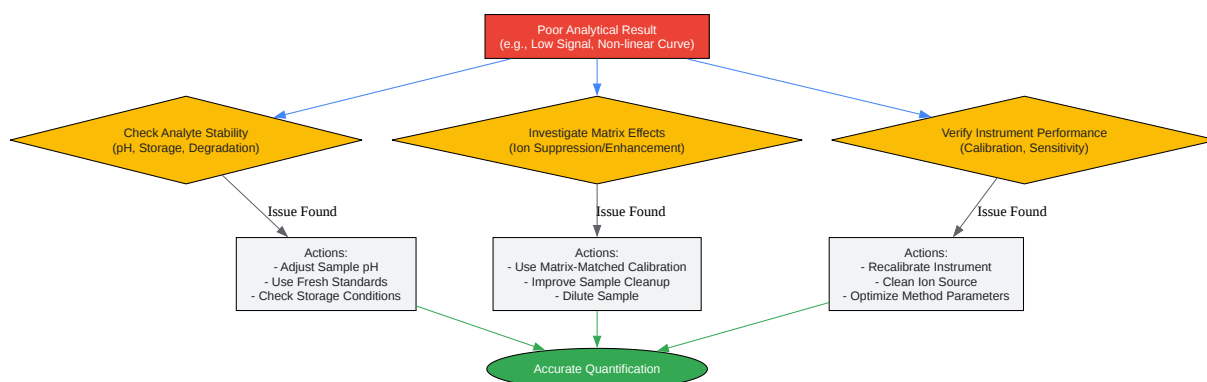 Poor Analytical Result
(e.g., Low Signal, Non-linear Curve)
Check Analyte Stability
(pH, Storage, Degradation)
Investigate Matrix Effects
(Ion Suppression/Enhancement)
Verify Instrument Performance
(Calibration, Sensitivity)
Issue Found
Issue Found
Issue Found
Actions:
- Adjust Sample pH
- Use Fresh Standards
- Check Storage Conditions
Actions:
- Use Matrix-Matched Calibration
- Improve Sample Cleanup
- Dilute Sample
Actions:
- Recalibrate Instrument
- Clean Ion Source
- Optimize Method Parameters
Accurate Quantification